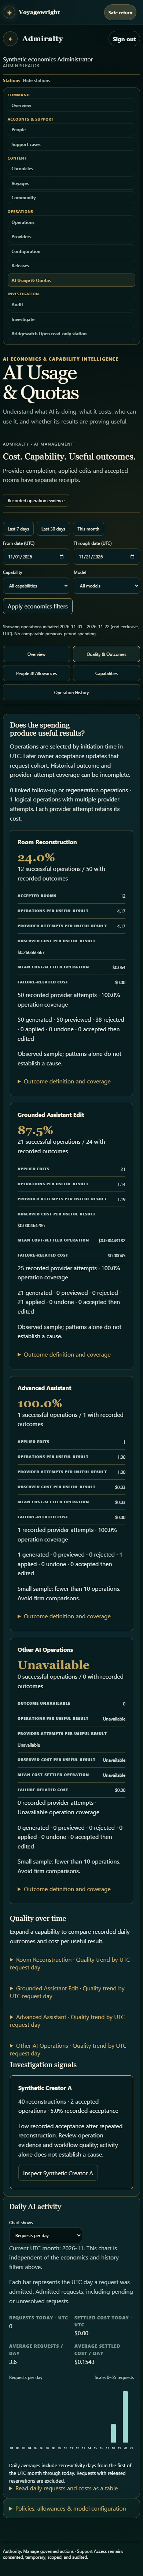 Voyagewright
Safe return
Admiralty
Sign out
Synthetic economics Administrator
ADMINISTRATOR
Stations Hide stations
COMMAND
Overview
ACCOUNTS & SUPPORT
People
Support cases
CONTENT
Chronicles
Voyages
Community
OPERATIONS
Operations
Providers
Configuration
Releases
AI Usage & Quotas
INVESTIGATION
Audit
Investigate
Bridgewatch Open read-only station
AI ECONOMICS & CAPABILITY INTELLIGENCE
AI Usage
& Quotas
Understand what AI is doing, what it costs, who can
use it, and whether its results are proving useful.
ADMIRALTY · AI MANAGEMENT
Cost. Capability. Useful outcomes.
Provider completion, applied edits and accepted
rooms have separate receipts.
Recorded operation evidence
Last 7 days
Last 30 days
This month
From date (UTC)
Through date (UTC)
11/01/2026
11/21/2026
Capability
Model
All capabilities
All models
Apply economics filters
Showing operations initiated 2026-11-01 – 2026-11-22 (end exclusive,
UTC). No comparable previous-period spending.
Overview
Quality & Outcomes
People & Allowances
Capabilities
Operation History
Does the spending
produce useful results?
Operations are selected by initiation time in
UTC. Later owner acceptance updates that
request cohort. Historical outcome and
provider-attempt coverage can be incomplete.
0 linked follow-up or regeneration operations ·
1 logical operations with multiple provider
attempts. Each provider attempt retains its
cost.
Room Reconstruction
24.0%
12 successful operations / 50 with
recorded outcomes
ACCEPTED ROOMS 12
OPERATIONS PER USEFUL RESULT 4.17
PROVIDER ATTEMPTS PER USEFUL RESULT 4.17
OBSERVED COST PER USEFUL RESULT
$0.266666667
MEAN COST-SETTLED OPERATION $0.064
FAILURE-RELATED COST $0.00
50 recorded provider attempts · 100.0%
operation coverage
50 generated · 50 previewed · 38 rejected
· 0 applied · 0 undone · 0 accepted then
edited
Observed sample; patterns alone do not
establish a cause.
Outcome definition and coverage
Grounded Assistant Edit
87.5%
21 successful operations / 24 with
recorded outcomes
APPLIED EDITS 21
OPERATIONS PER USEFUL RESULT 1.14
PROVIDER ATTEMPTS PER USEFUL RESULT 1.19
OBSERVED COST PER USEFUL RESULT
$0.000464286
MEAN COST-SETTLED OPERATION $0.000443182
FAILURE-RELATED COST $0.00045
25 recorded provider attempts · 100.0%
operation coverage
21 generated · 0 previewed · 0 rejected ·
21 applied · 0 undone · 0 accepted then
edited
Observed sample; patterns alone do not
establish a cause.
Outcome definition and coverage
Advanced Assistant
100.0%
1 successful operations / 1 with recorded
outcomes
APPLIED EDITS 1
OPERATIONS PER USEFUL RESULT 1.00
PROVIDER ATTEMPTS PER USEFUL RESULT 1.00
OBSERVED COST PER USEFUL RESULT $0.03
MEAN COST-SETTLED OPERATION $0.03
FAILURE-RELATED COST $0.00
1 recorded provider attempts · 100.0%
operation coverage
1 generated · 0 previewed · 0 rejected · 1
applied · 0 undone · 0 accepted then
edited
Small sample: fewer than 10 operations.
Avoid firm comparisons.
Outcome definition and coverage
Other AI Operations
Unavailable
0 successful operations / 0 with recorded
outcomes
OUTCOME UNAVAILABLE 0
OPERATIONS PER USEFUL RESULT Unavailable
PROVIDER ATTEMPTS PER USEFUL RESULT
Unavailable
OBSERVED COST PER USEFUL RESULT Unavailable
MEAN COST-SETTLED OPERATION Unavailable
FAILURE-RELATED COST $0.00
0 recorded provider attempts ·
Unavailable operation coverage
0 generated · 0 previewed · 0 rejected · 0
applied · 0 undone · 0 accepted then
edited
Small sample: fewer than 10 operations.
Avoid firm comparisons.
Outcome definition and coverage
Quality over time
Expand a capability to compare recorded daily
outcomes and cost per useful result.
Room Reconstruction · Quality trend by UTC
request day
Grounded Assistant Edit · Quality trend by
UTC request day
Advanced Assistant · Quality trend by UTC
request day
Other AI Operations · Quality trend by UTC
request day
Investigation signals
Synthetic Creator A
40 reconstructions · 2 accepted
operations · 5.0% recorded acceptance
Low recorded acceptance after repeated
reconstruction. Review operation
evidence and workflow quality; activity
alone does not establish a cause.
Inspect Synthetic Creator A
Daily AI activity
Chart shows
Requests per day
Current UTC month: 2026-11. This chart is
independent of the economics and history
filters above.
Each bar represents the UTC day a request was
admitted. Admitted requests, including pending
or unresolved requests.
REQUESTS TODAY · UTC
0
SETTLED COST TODAY ·
UTC
$0.00
AVERAGE REQUESTS /
DAY
3.6
AVERAGE SETTLED
COST / DAY
$0.1543
Requests per day
Scale: 0–55 requests
01 02 03 04 05 06 07 08 09 10 11 12 13 14 15 16 17 18 19 20 21
Daily averages include zero-activity days from the first of
the UTC month through today. Requests with released
reservations are excluded.
Read daily requests and costs as a table
Policies, allowances & model configuration
Authority: Manage governed actions · Support Access remains
consented, temporary, scoped, and audited.